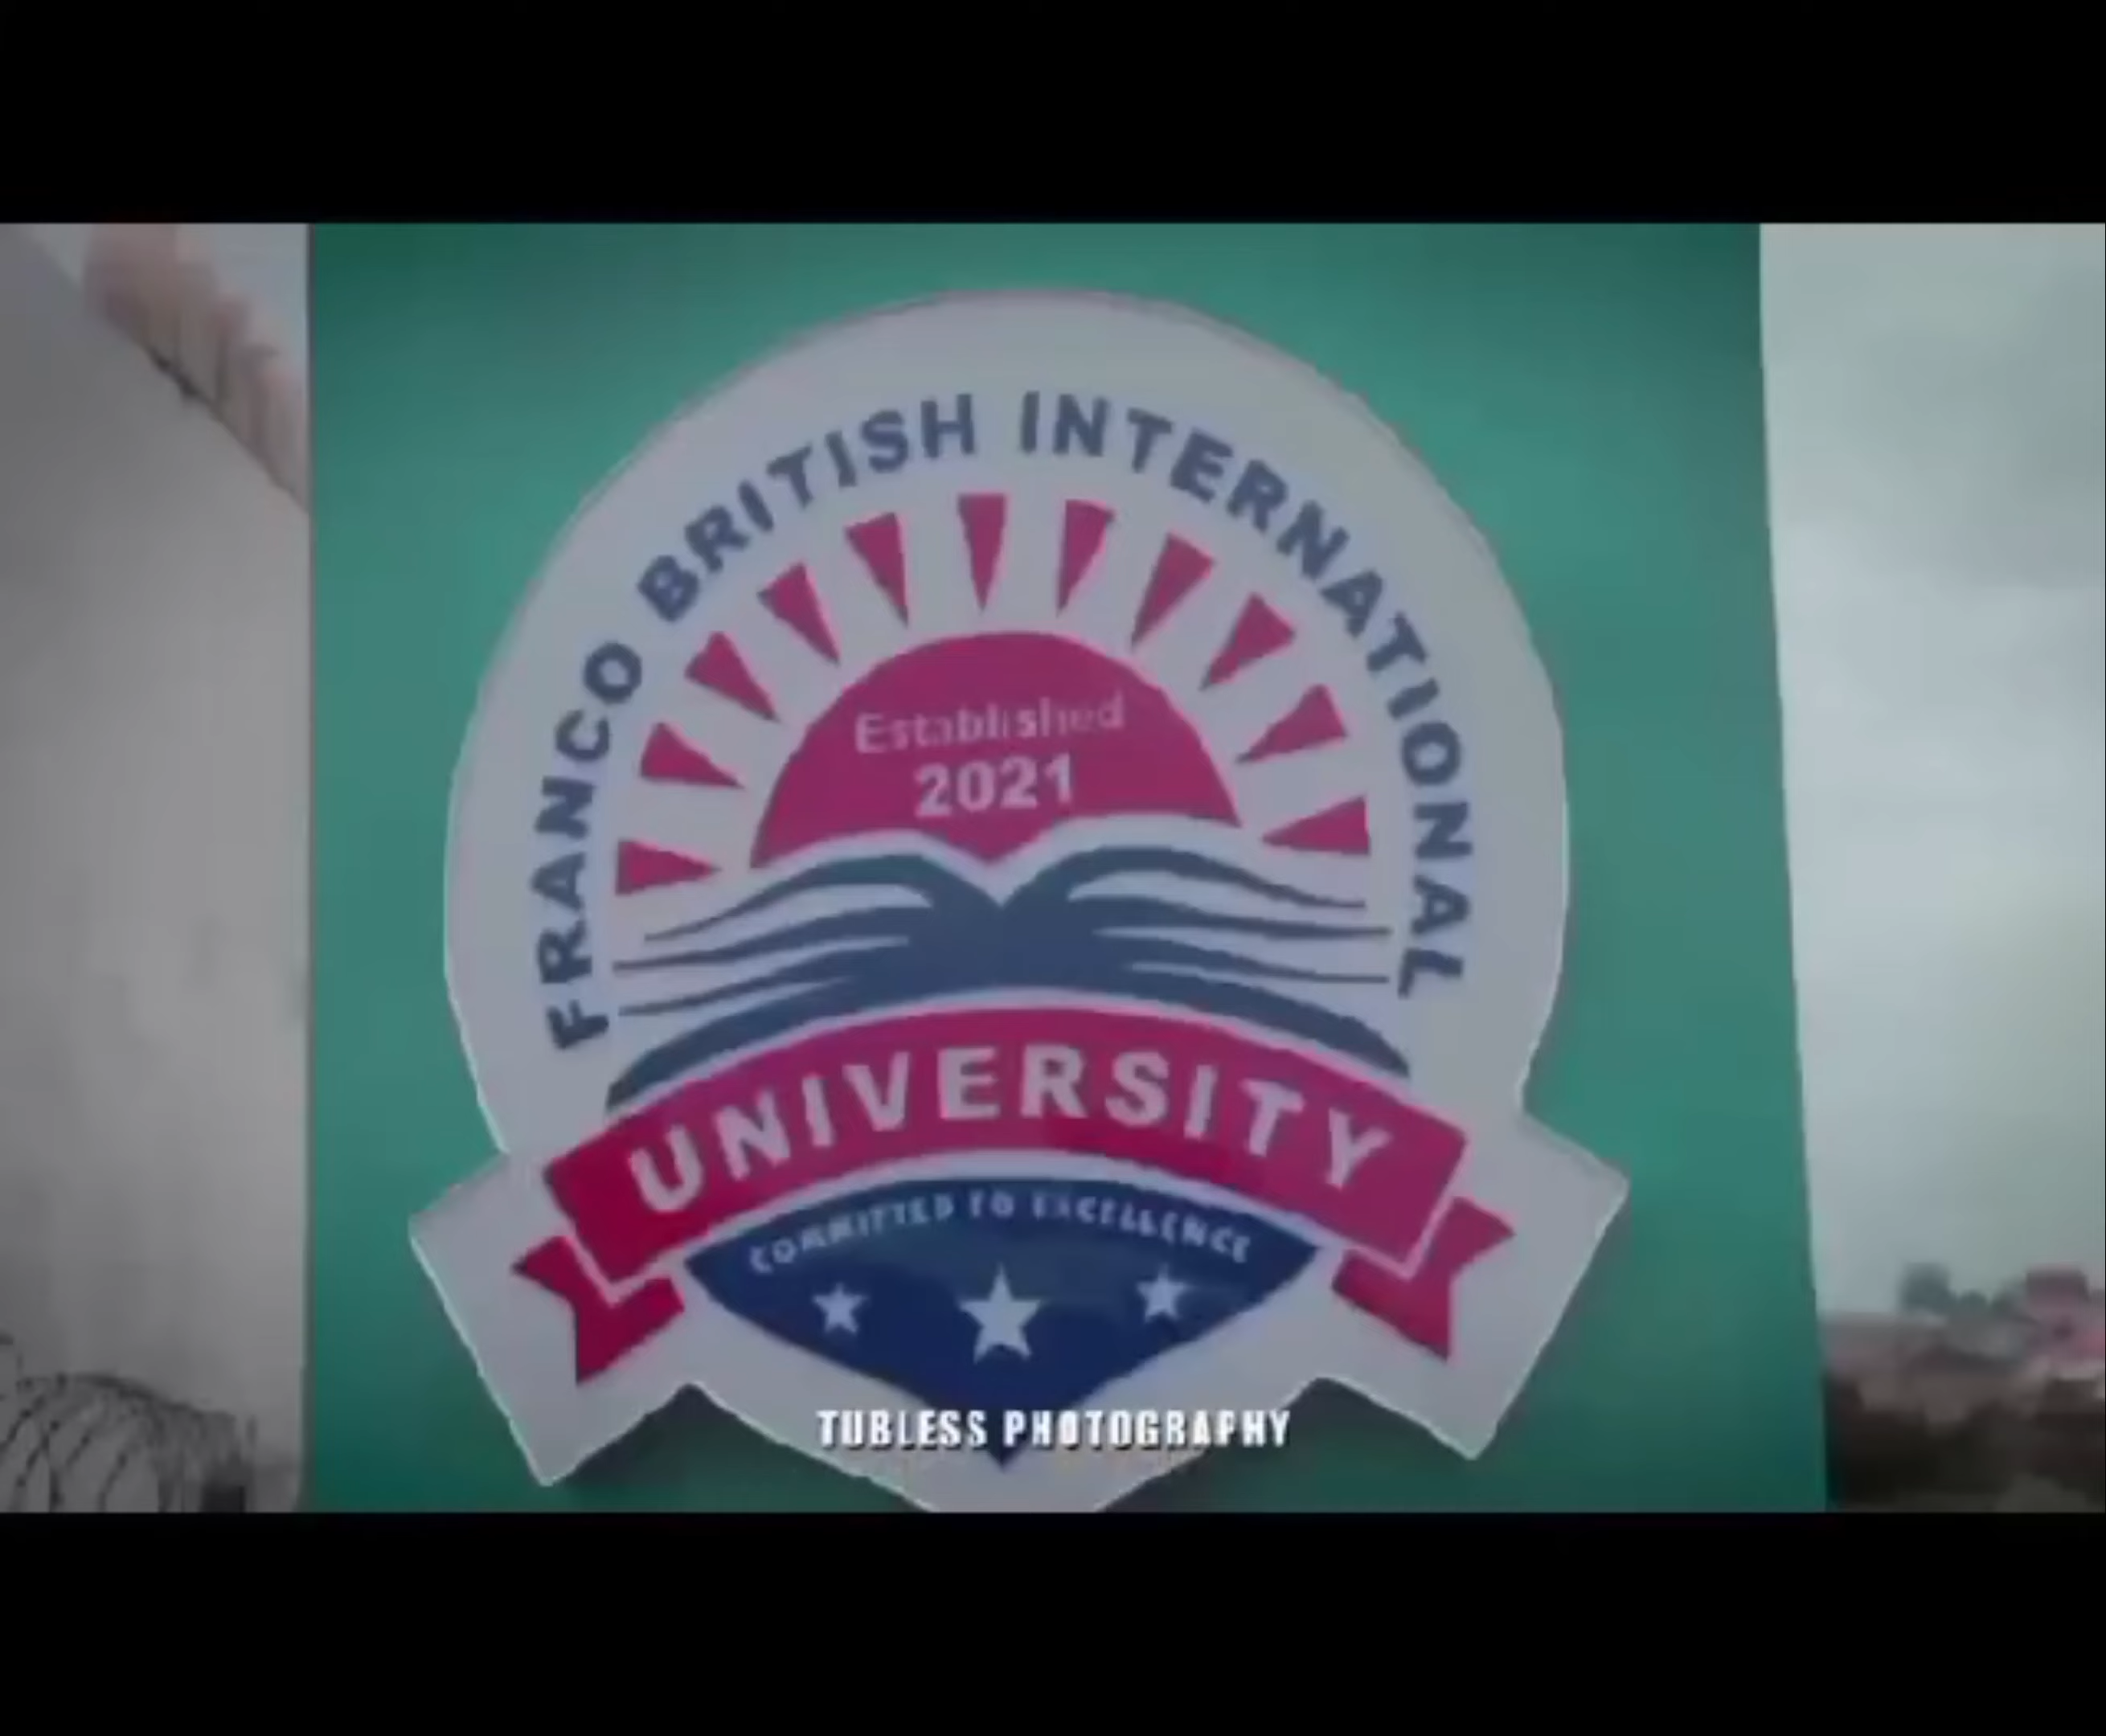 FRANCO BRITISH INTERNATIONAL
Established
2021
UNIVERSITY
COMMITTED TO EXCELLENCE
TUBLESS PHOTOGRAPHY